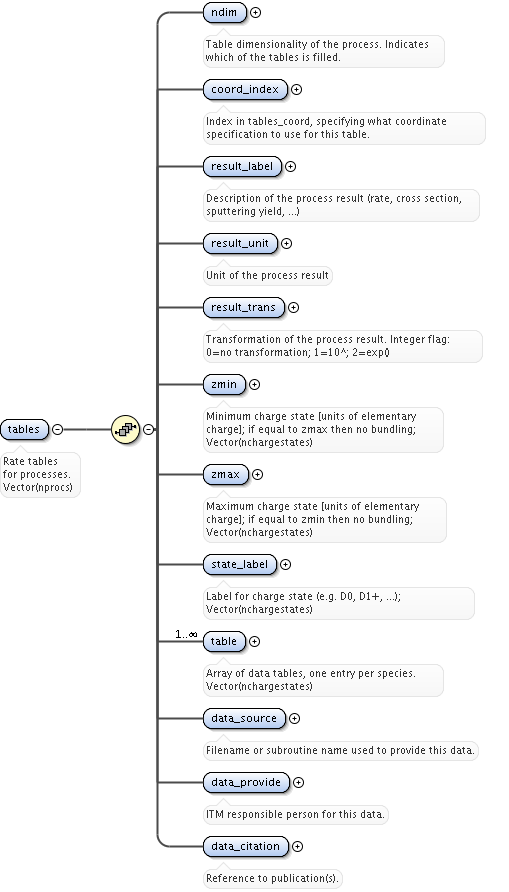 ndim
Table dimensionality of the process. Indicates
which of the tables is filled.
coord_index
Index in tables_coord, specifying what coordinate
specification to use for this table.
result_label
Description of the process result (rate, cross section,
sputtering yield, ...)
result_unit
Unit of the process result
result_trans
Transformation of the process result. Integer flag:
0=no transformation; 1=10^; 2=exp()
zmin
Minimum charge state [units of elementary
charge]; if equal to zmax then no bundling;
Vector(nchargestates)
tables
Rate tables
for processes.
Vector(nprocs)
zmax
Maximum charge state [units of elementary
charge]; if equal to zmin then no bundling;
Vector(nchargestates)
state_label
Label for charge state (e.g. D0, D1+, ...);
Vector(nchargestates)
1..∞
table
Array of data tables, one entry per species.
Vector(nchargestates)
data_source
Filename or subroutine name used to provide this data.
data_provide
ITM responsible person for this data.
data_citation
Reference to publication(s).